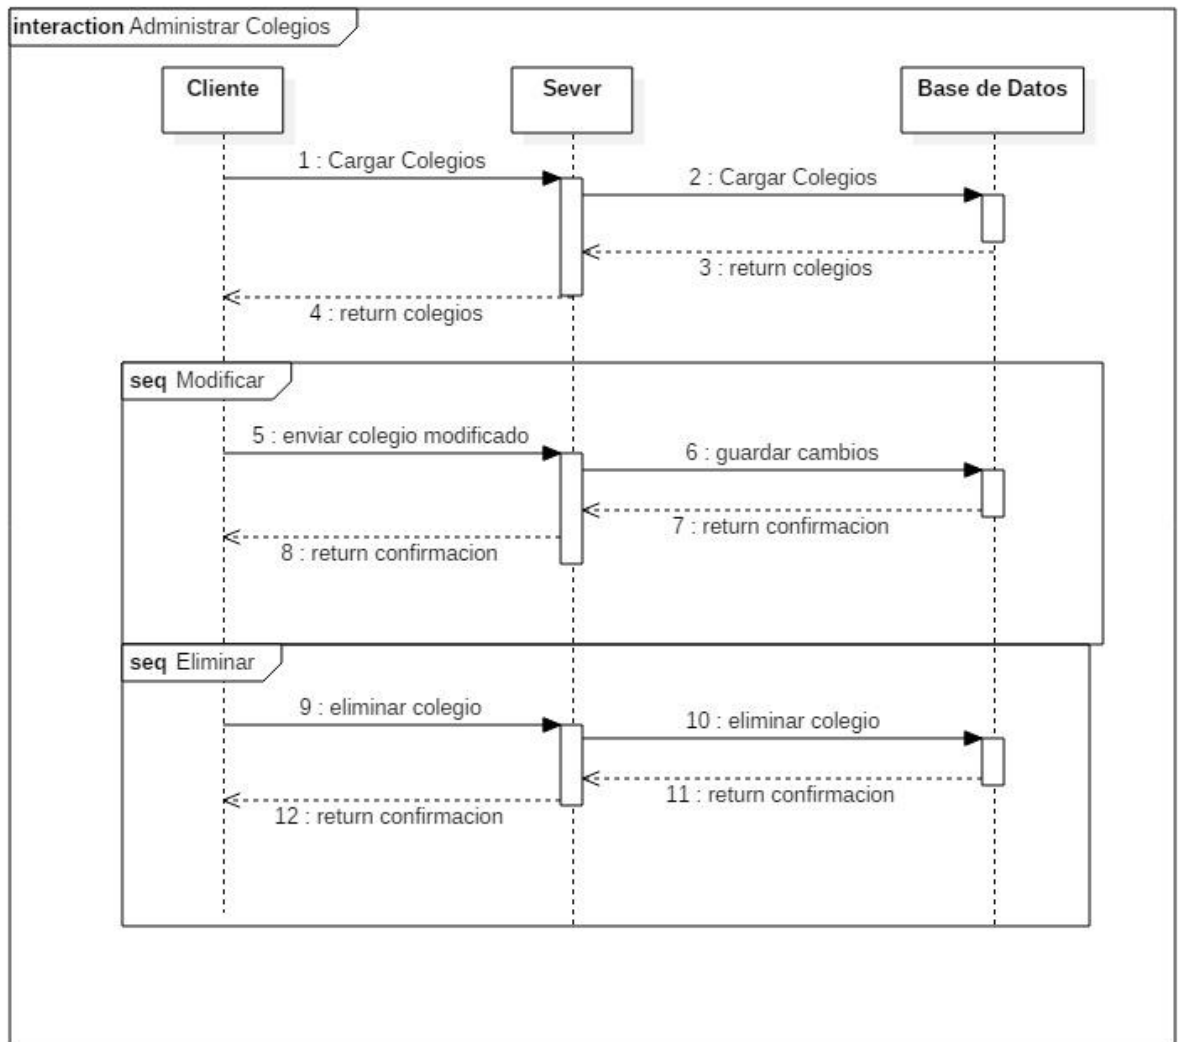 interaction Administrar Colegios
Cliente
Sever
Base de Datos
1 : Cargar Colegios
2 : Cargar Colegios
3 : return colegios
4 : return colegios
seq Modificar
5 : enviar colegio modificado
6 : guardar cambios
7 : return confirmacion
8 : return confirmacion
seq Eliminar
9 : eliminar colegio
10 : eliminar colegio
11 : return confirmacion
12 : return confirmacion